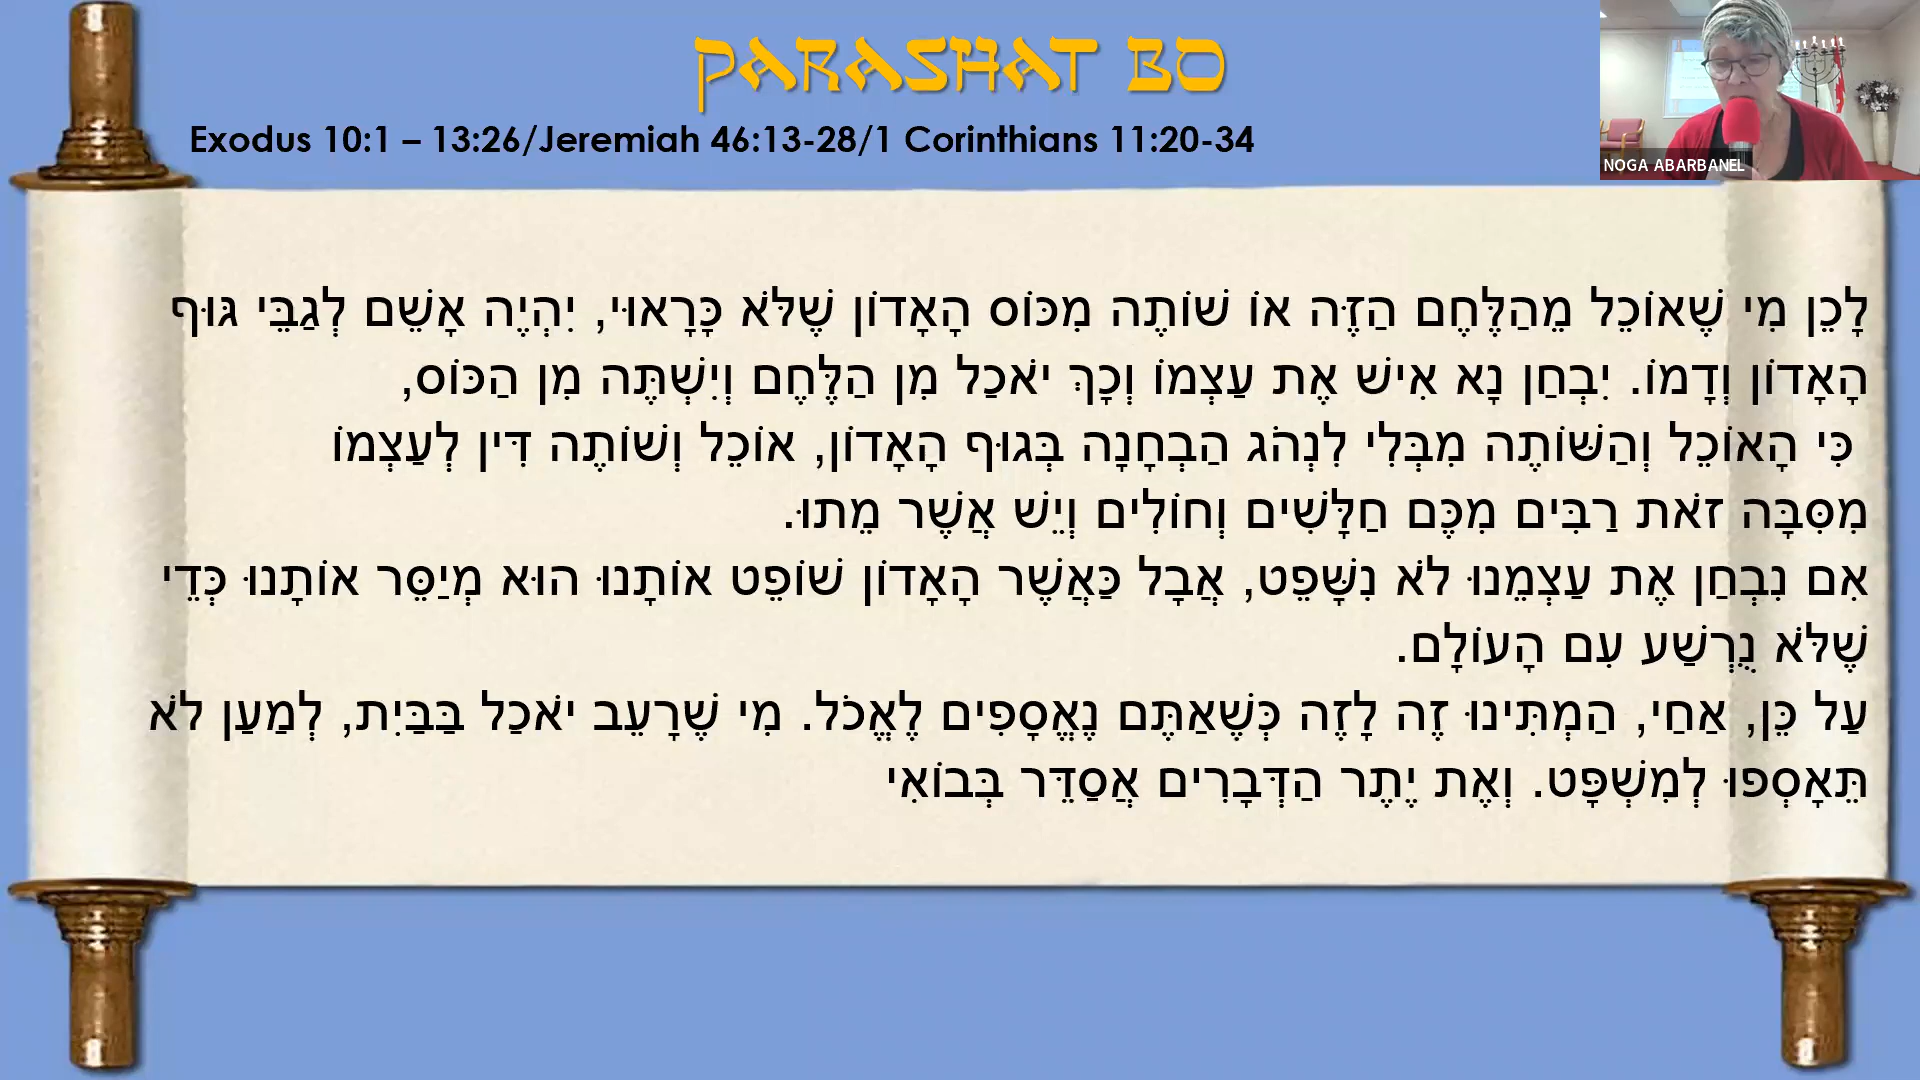 PARASHAT BO
Exodus 10:1 – 13:26/Jeremiah 46:13-28/1 Corinthians 11:20-34
NOGA ABARBANEL
לָכֵן מִי שֶׁאוֹכֵל מֵהַלֶּחֶם הַזֶּה אוֹ שׁוֹתֶה מִכּוֹס הָאָדוֹן שֶׁלֹּא כָּרָאוּי, יִהְיֶה אָשֵׁם לְגַבֵּי גּוּף
הָאָדוֹן וְדָמוֹ. יִבְחַן נָא אִישׁ אֶת עַצְמוֹ וְכָךְ יֹאכַל מִן הַלֶּחֶם וְיִשְׁתֶּה מִן הַכּוֹס,
כִּי הָאוֹכֵל וְהַשּׁוֹתֶה מִבְּלִי לִנְהֹג הַבְחָנָה בְּגוּף הָאָדוֹן, אוֹכֵל וְשׁוֹתֶה דִּין לְעַצְמוֹ
מִסִּבָּה זֹאת רַבִּים מִכֶּם חַלָּשִׁים וְחוֹלִים וְיֵשׁ אֲשֶׁר מֵתוּ.
אִם נִבְחַן אֶת עַצְמֵנוּ לֹא נִשָּׁפֵט, אֲבָל כַּאֲשֶׁר הָאָדוֹן שׁוֹפֵט אוֹתָנוּ הוּא מְיַסֵּר אוֹתָנוּ כְּדֵי
שֶׁלֹּא נֻרְשַׁע עִם הָעוֹלָם.
עַל כֵּן, אַחַי, הַמְתִּינוּ זֶה לָזֶה כְּשֶׁאַתֶּם נֶאֱסָפִים לֶאֱכֹל. מִי שֶׁרָעֵב יֹאכַל בַּבַּיִת, לְמַעַן לֹא
תֵּאָסְפוּ לְמִשְׁפָּט. וְאֶת יֶתֶר הַדְּבָרִים אֲסַדֵּר בְּבוֹאִי